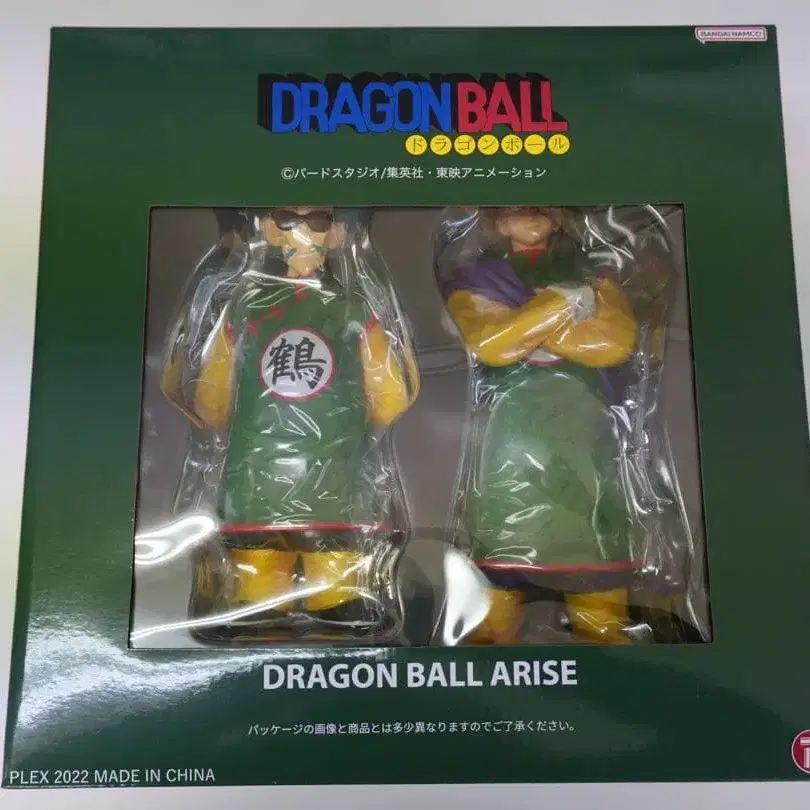 BANDAI NAMCO
DRAGON BALL
ドラゴンボール
©バードスタジオ/集英社・東映アニメーション
鶴
DRAGON BALL ARISE
パッケージの画像と商品とは多少異なりますのでご了承ください。
PLEX 2022 MADE IN CHINA